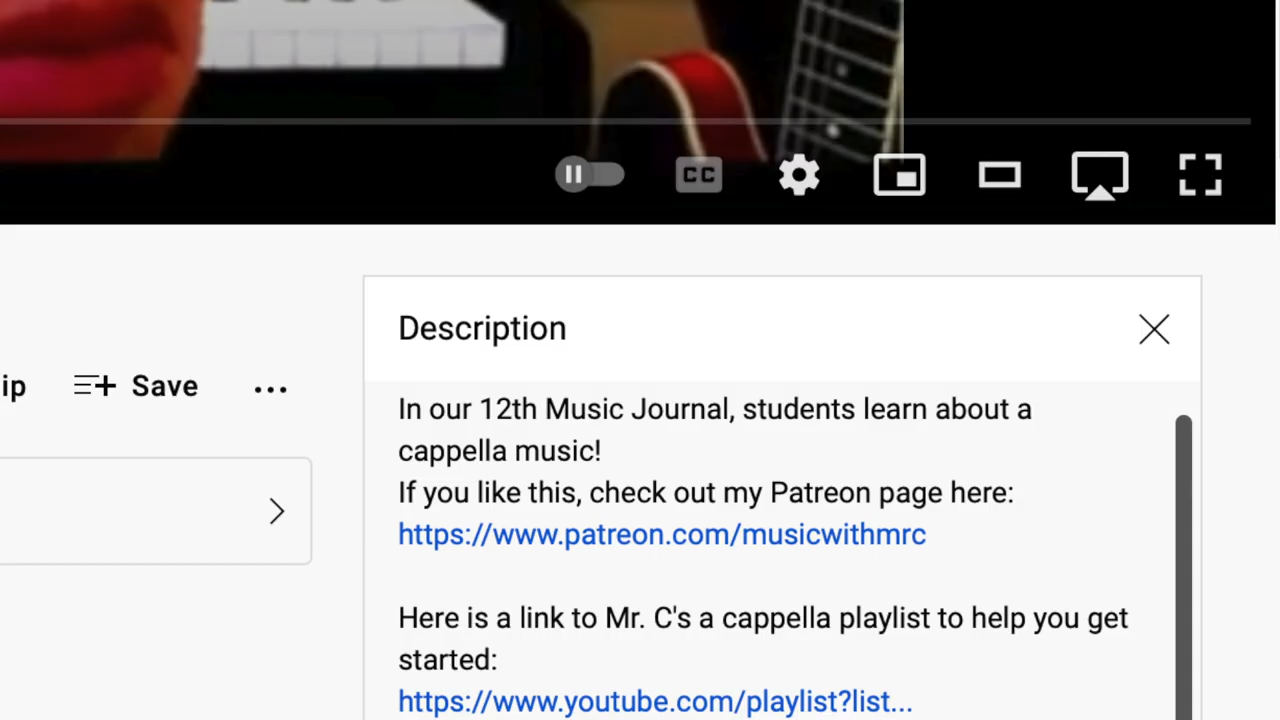 CC
Description
ip
Save
In our 12th Music Journal, students learn about a
cappella music!
If you like this, check out my Patreon page here:
https://www.patreon.com/musicwithmrc
Here is a link to Mr. C's a cappella playlist to help you get
started:
https://www.youtube.com/playlist?list...